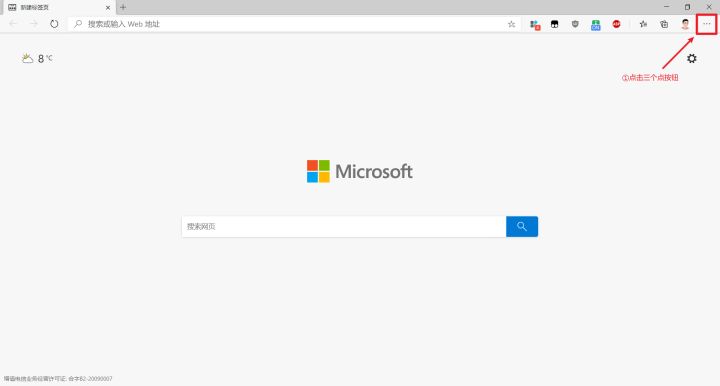 新建标签页
搜索或输入 Web 地址
ON
ABP
8 °C
①点击三个点按钮
Microsoft
搜索网页
增值电信业务经营许可证: 合字B2-20090007